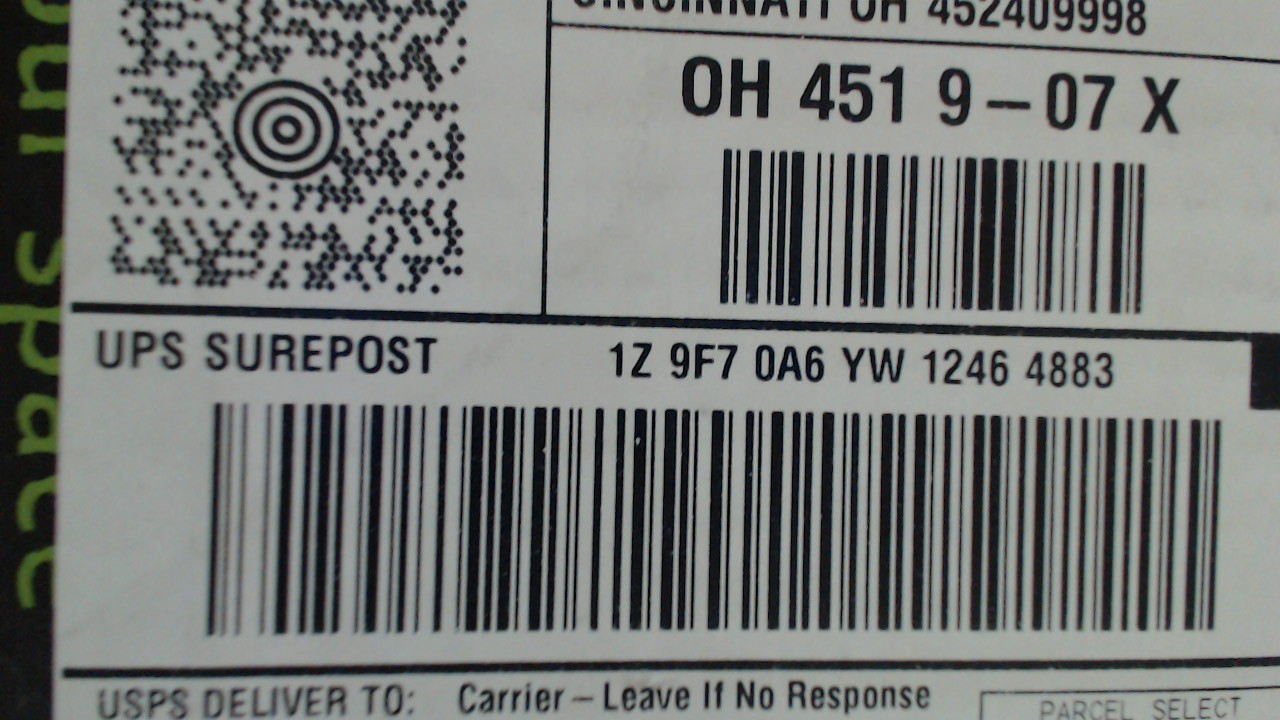 CINCINNATI OH 452409998
OH 451 9-07 X
UPS SUREPOST 1Z 9F7 0A6 YW 1246 4883
USPS DELIVER TO: Carrier – Leave If No Response
PARCEL SELECT
space